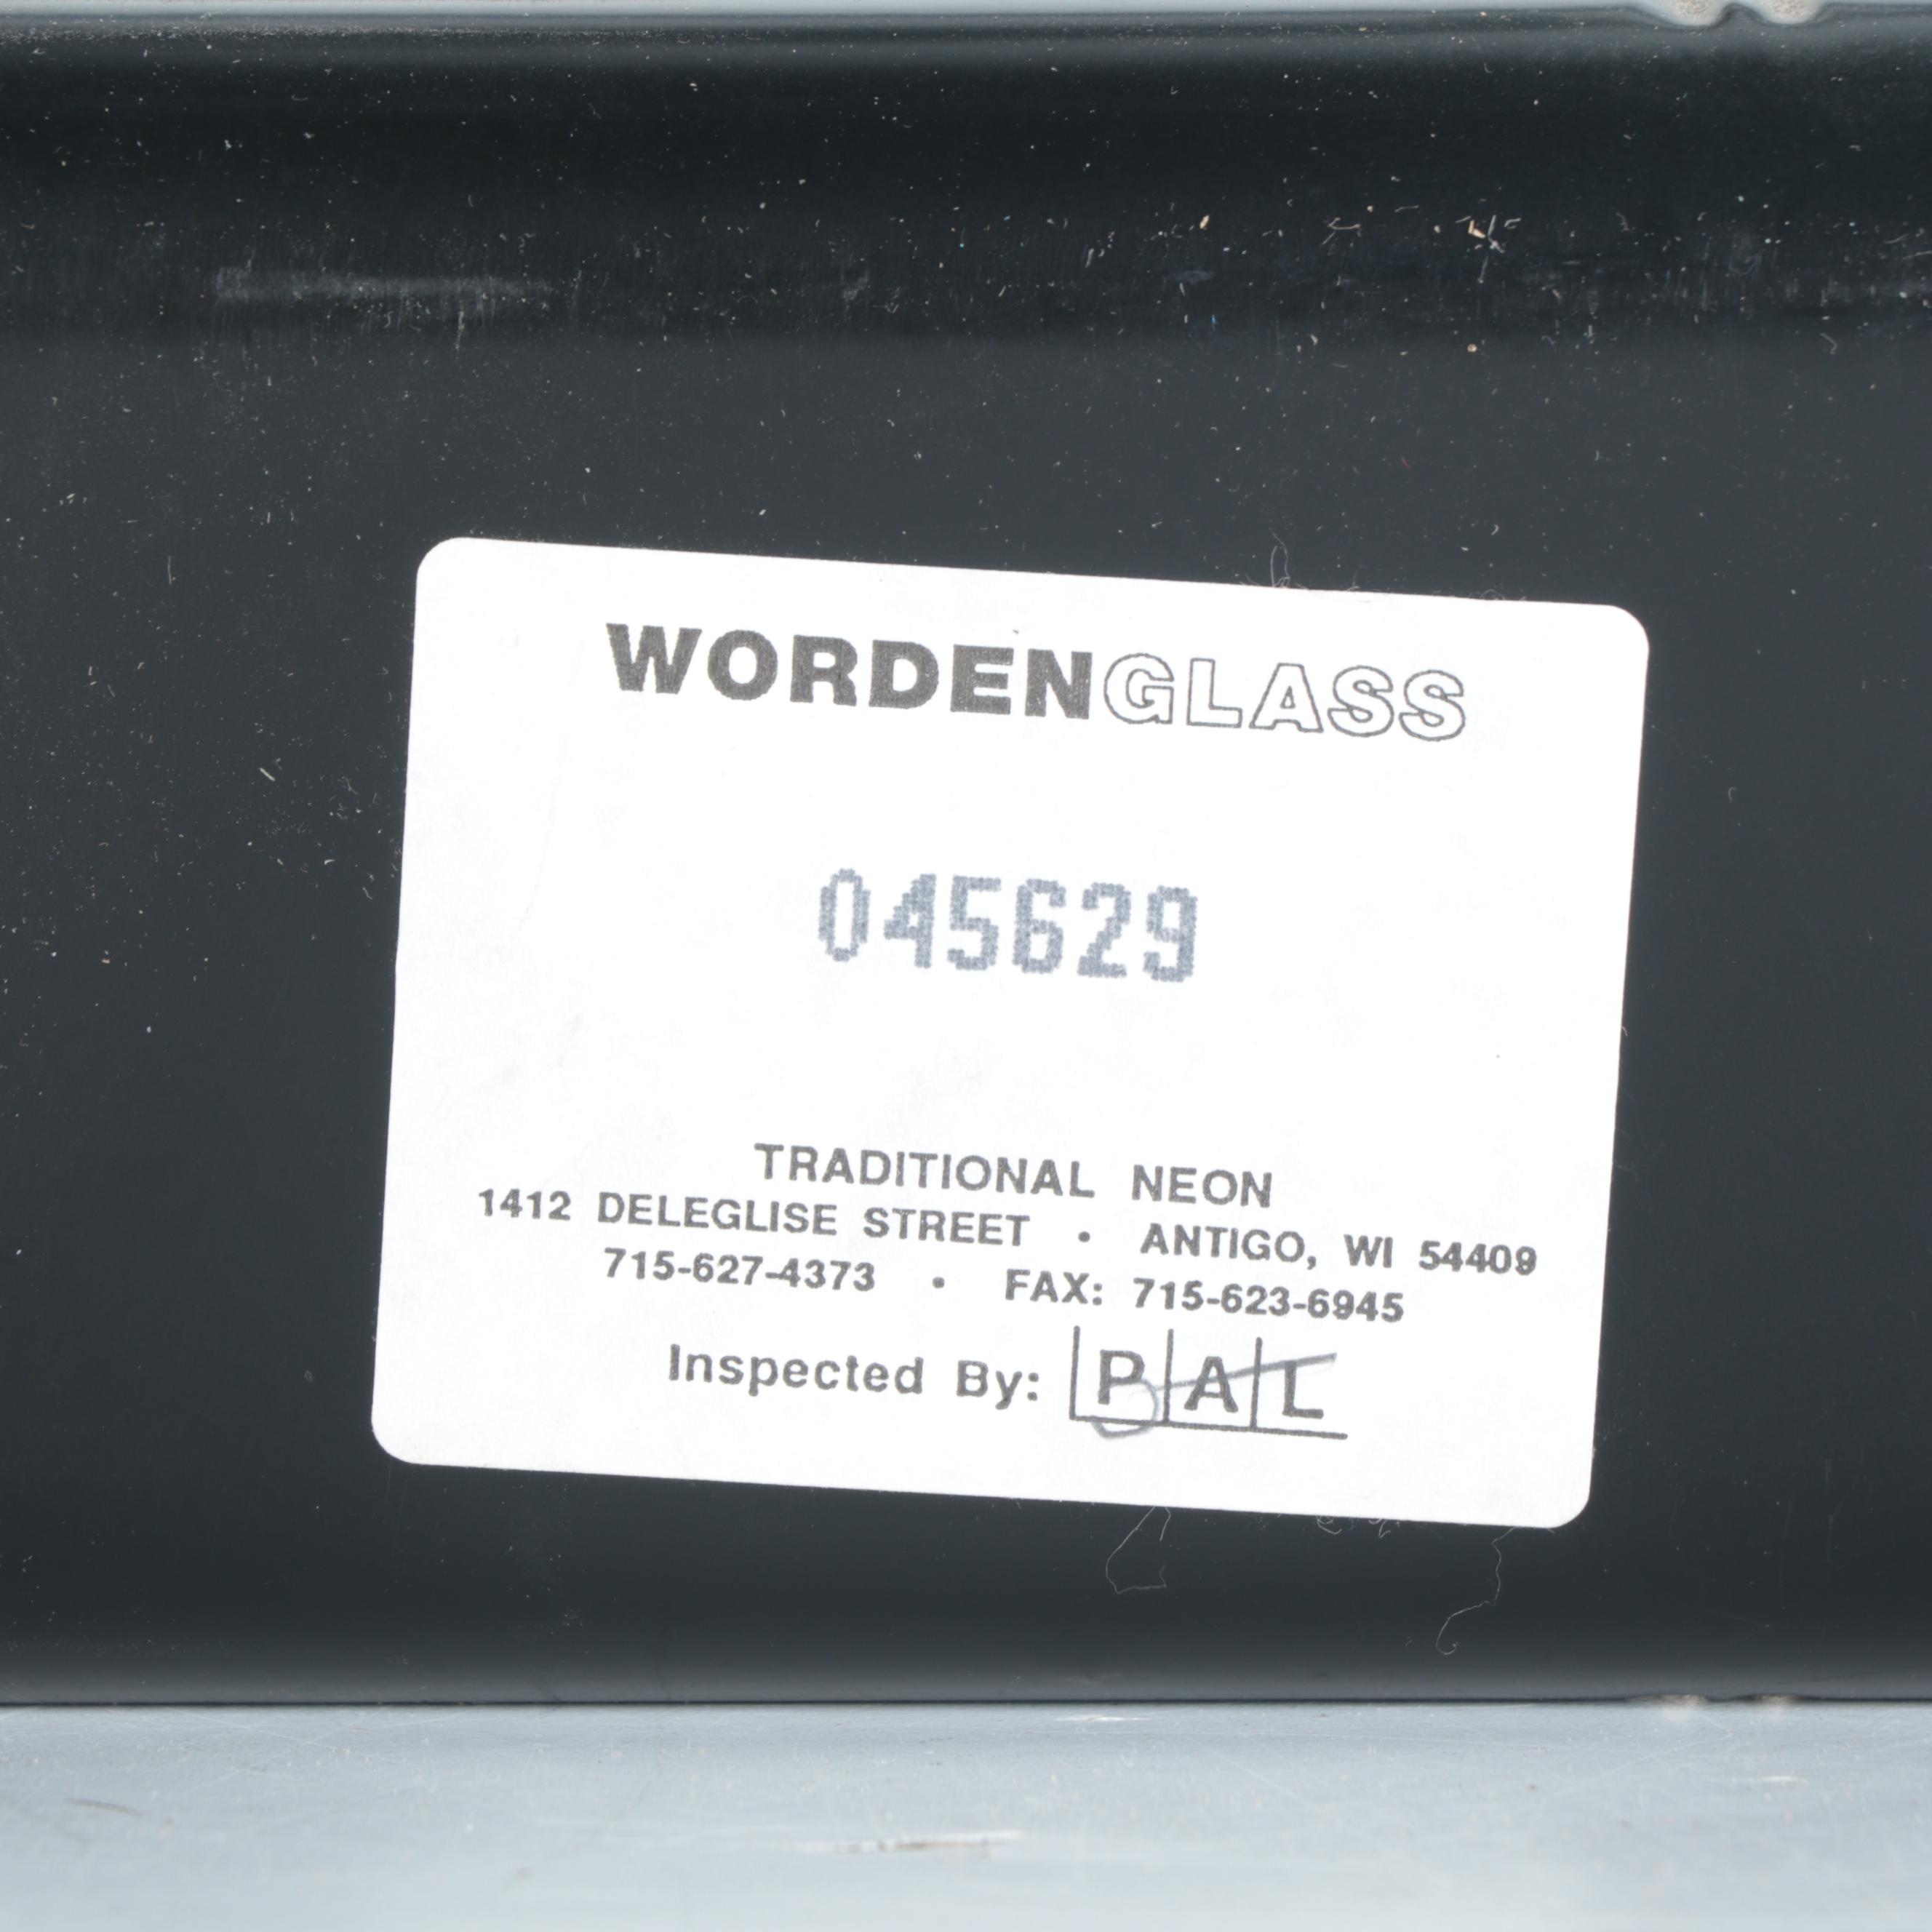 WORDENGLASS
045629
TRADITIONAL NEON
1412 DELEGLISE STREET • ANTIGO, WI 54409
715-627-4373 • FAX: 715-623-6945
Inspected By: P A L